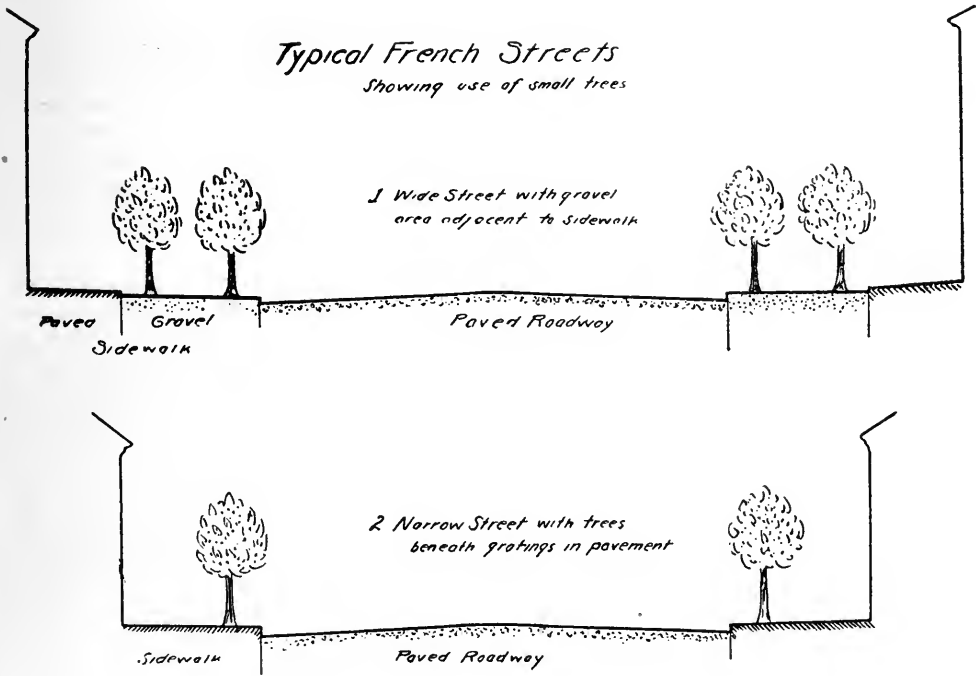 Typical French Streets
Showing use of small trees
1 Wide Street with gravel
area adjacent to sidewalk
Paved Gravel Paved Roadway
Sidewalk
2 Narrow Street with trees
beneath gratings in pavement
Sidewalk Paved Roadway